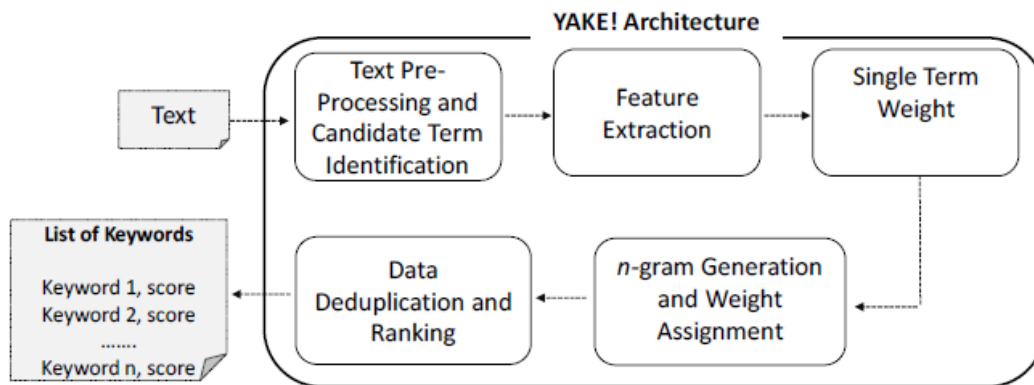 YAKE! Architecture
Text
Text Pre-
Processing and
Candidate Term
Identification
Feature
Extraction
Single Term
Weight
n-gram Generation
and Weight
Assignment
Data
Deduplication and
Ranking
List of Keywords
Keyword 1, score
Keyword 2, score
.......
Keyword n, score